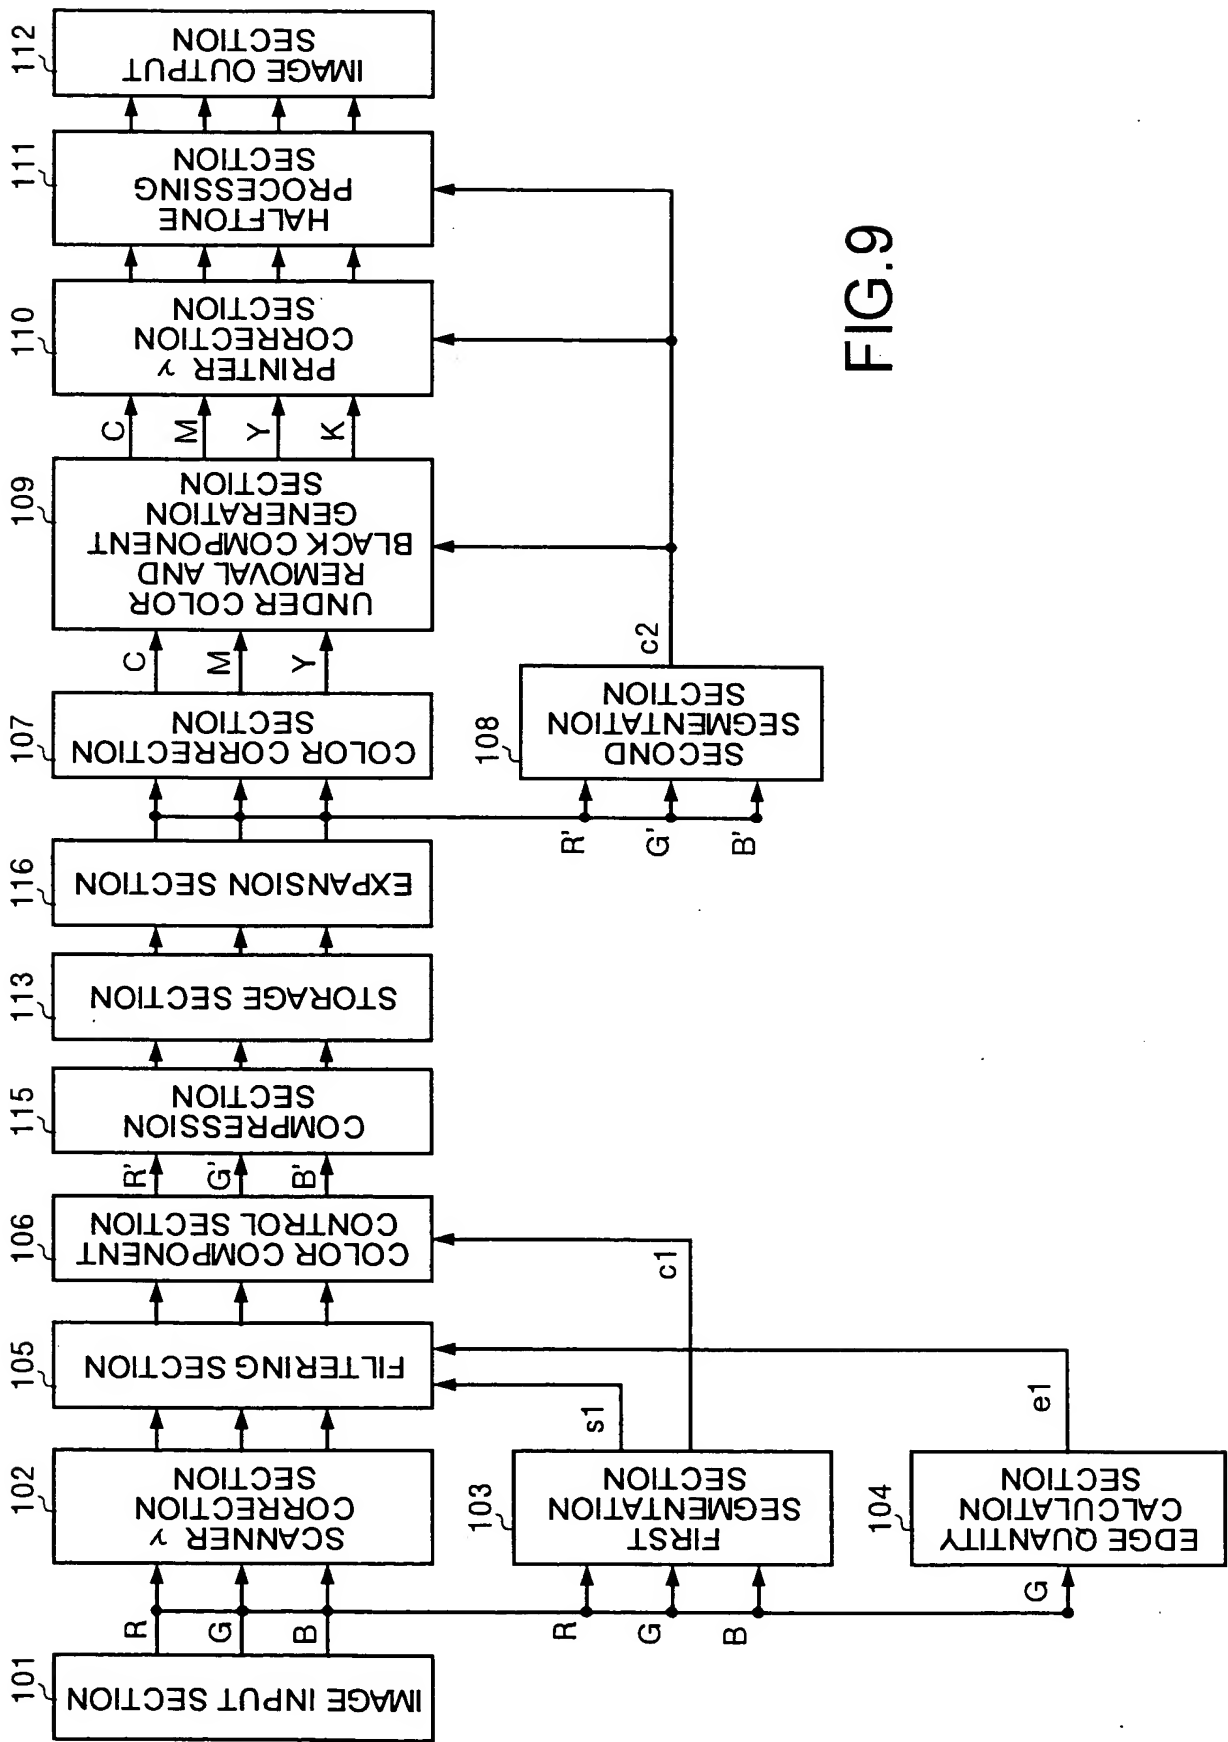 101
IMAGE INPUT SECTION
R
G
B
102
SCANNER γ
CORRECTION
SECTION
R
G
B
103
FIRST
SEGMENTATION
SECTION
s1
c1
G
104
EDGE QUANTITY
CALCULATION
SECTION
e1
105
FILTERING SECTION
106
COLOR COMPONENT
CONTROL SECTION
R'
G'
B'
115
COMPRESSION
SECTION
113
STORAGE SECTION
116
EXPANSION SECTION
R'
G'
B'
107
COLOR CORRECTION
SECTION
108
SECOND
SEGMENTATION
SECTION
c2
C
M
Y
109
UNDER COLOR
REMOVAL AND
BLACK COMPONENT
GENERATION
SECTION
C
M
Y
K
110
PRINTER γ
CORRECTION
SECTION
111
HALFTONE
PROCESSING
SECTION
112
IMAGE OUTPUT
SECTION
FIG.9